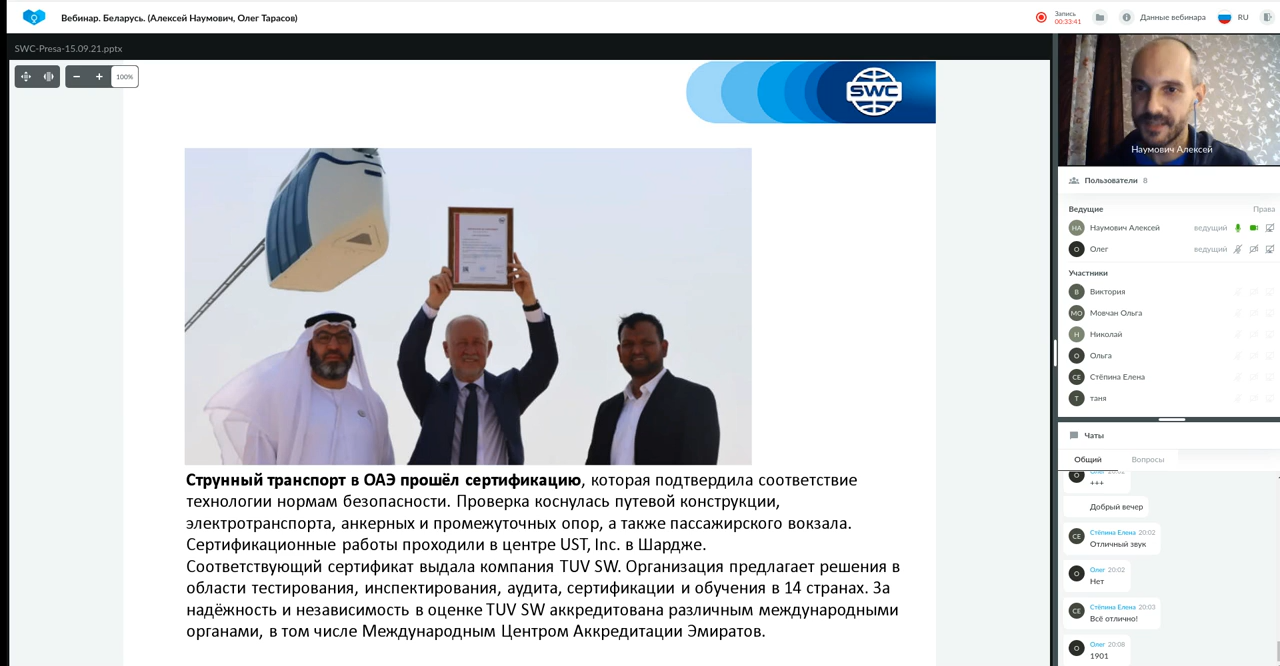 Вебинар. Беларусь. (Алексей Наумович, Олег Тарасов)
Запись
00:33:41
Данные вебинара
RU
SWC-Presa-15.09.21.pptx
100%
SWC
Струнный транспорт в ОАЭ прошёл сертификацию, которая подтвердила соответствие
технологии нормам безопасности. Проверка коснулась путевой конструкции,
электротранспорта, анкерных и промежуточных опор, а также пассажирского вокзала.
Сертификационные работы проходили в центре UST, Inc. в Шардже.
Соответствующий сертификат выдала компания TUV SW. Организация предлагает решения в
области тестирования, инспектирования, аудита, сертификации и обучения в 14 странах. За
надёжность и независимость в оценке TUV SW аккредитована различным международными
органами, в том числе Международным Центром Аккредитации Эмиратов.
Наумович Алексей
Пользователи 8
Ведущие Права
НА Наумович Алексей ведущий
О Олег ведущий
Участники
В Виктория
МО Мовчан Ольга
Н Николай
О Ольга
СЕ Стёпина Елена
Т таня
Чаты
Общий Вопросы
+++
Добрый вечер
СЕ Стёпина Елена 20:02
Отличный звук
О Олег 20:02
Нет
СЕ Стёпина Елена 20:03
Всё отлично!
О Олег 20:08
1901